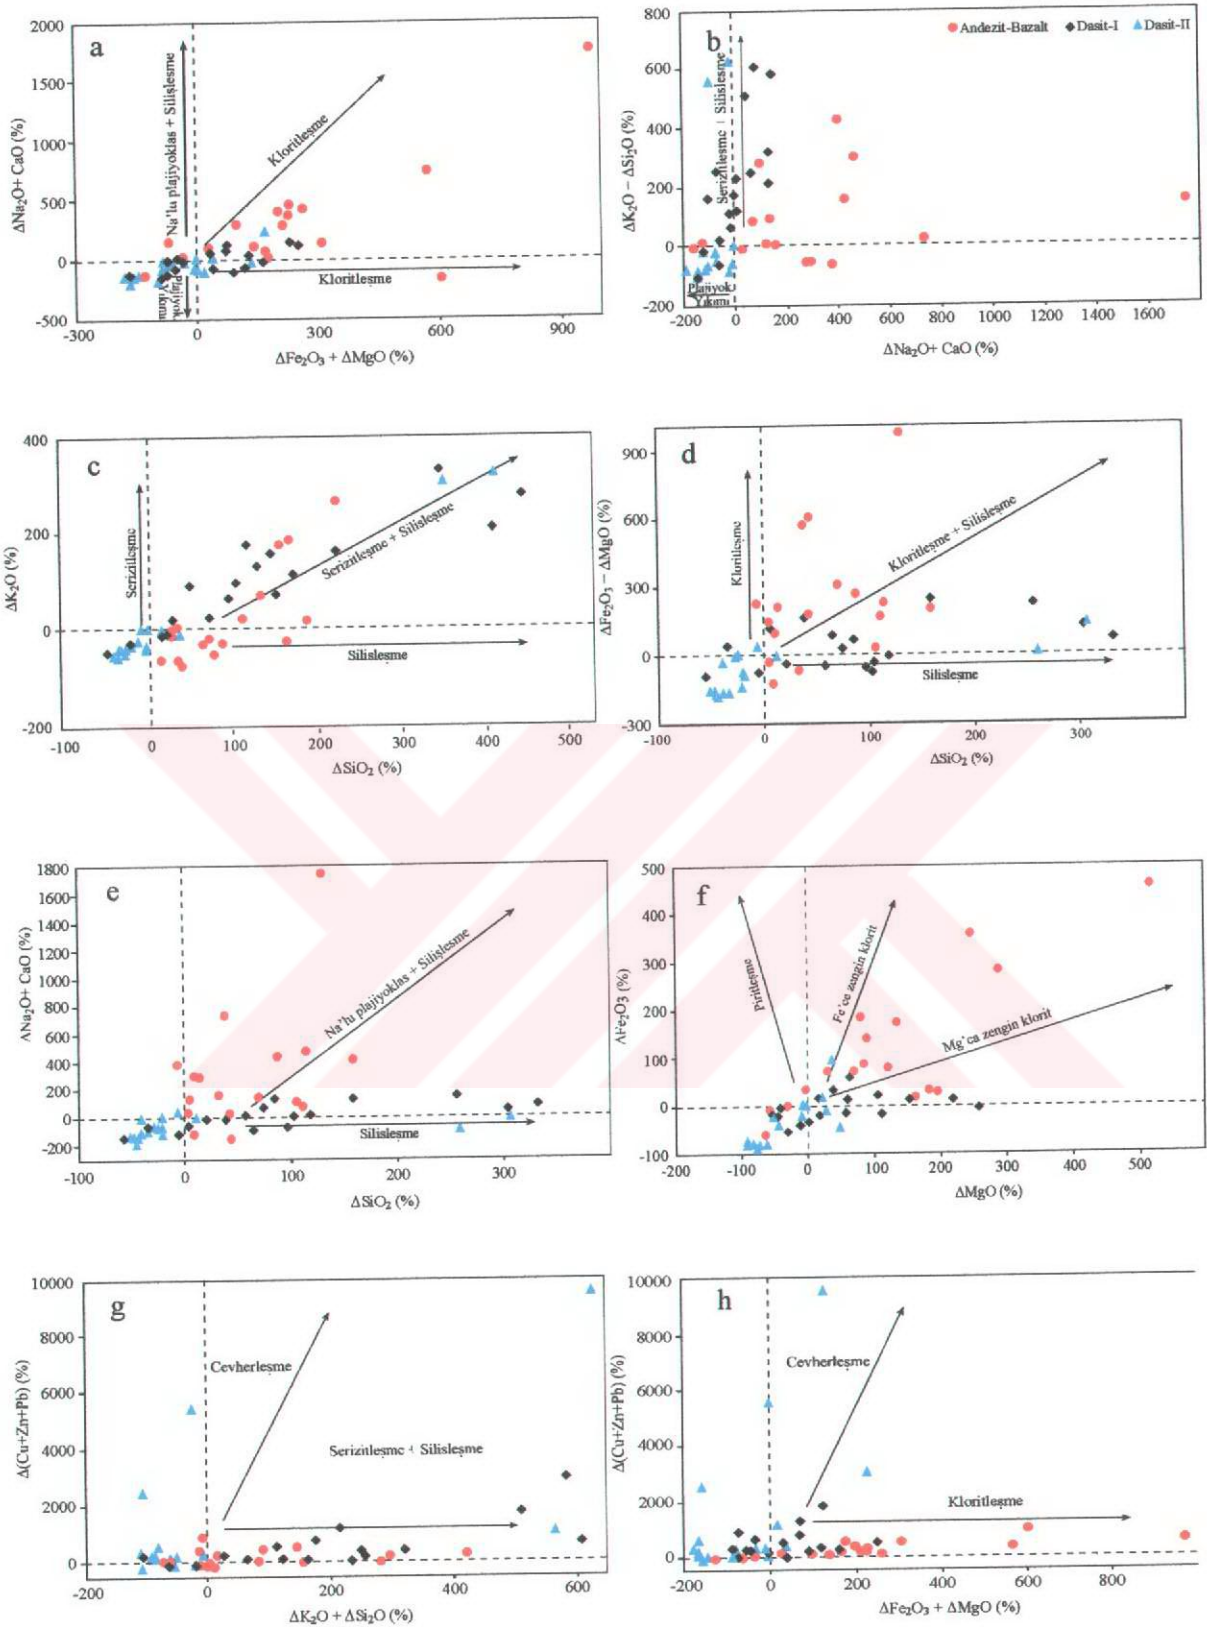 a
2000
1500
1000
500
0
-500
-300
0
300
600
900
ΔNa₂O+ CaO (%)
ΔFe₂O₃ + ΔMgO (%)
Na'lu plajiyoklas + Silisleşme
Kloritleşme
Kloritleşme
Plajiyok
Yıkımı
b
Andezit-Bazalt
Dasit-I
Dasit-II
800
600
400
200
0
-200
-200
0
200
400
600
800
1000
1200
1400
1600
ΔK₂O – ΔSi₂O (%)
ΔNa₂O+ CaO (%)
Serizitleşme + Silisleşme
Plajiyok
Yıkımı
c
400
200
0
-200
-100
0
100
200
300
400
500
ΔK₂O (%)
ΔSiO₂ (%)
Serizitleşme
Serizitleşme + Silisleşme
Silisleşme
d
900
600
300
0
-300
-100
0
100
200
300
ΔFe₂O₃ – ΔMgO (%)
ΔSiO₂ (%)
Kloritleşme
Kloritleşme + Silisleşme
Silisleşme
e
1800
1600
1400
1200
1000
800
600
400
200
0
-200
-100
0
100
200
300
ΔNa₂O+ CaO (%)
ΔSiO₂ (%)
Na'lu plajiyoklas + Silisleşme
Silisleşme
f
500
400
300
200
100
0
-100
-200
-100
0
100
200
300
400
500
ΔFe₂O3 (%)
ΔMgO (%)
Piritleşme
Fe'ce zengin klorit
Mg'ca zengin klorit
g
10000
8000
6000
4000
2000
0
-200
0
200
400
600
Δ(Cu+Zn+Pb) (%)
ΔK₂O + ΔSi₂O (%)
Cevherleşme
Serizitleşme + Silisleşme
h
10000
8000
6000
4000
2000
0
-200
0
200
400
600
800
Δ(Cu+Zn+Pb) (%)
ΔFe₂O₃ + ΔMgO (%)
Cevherleşme
Kloritleşme